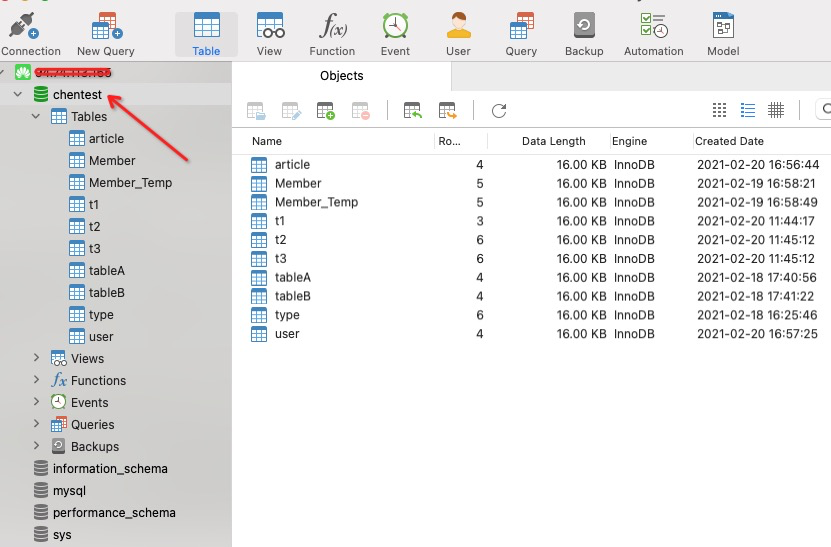 Connection New Query Table View Function Event User Query Backup Automation Model
Objects
chentest
Tables
article
Member
Member_Temp
t1
t2
t3
tableA
tableB
type
user
Views
Functions
Events
Queries
Backups
information_schema
mysql
performance_schema
sys
Name Ro... Data Length Engine Created Date
article 4 16.00 KB InnoDB 2021-02-20 16:56:44
Member 5 16.00 KB InnoDB 2021-02-19 16:58:21
Member_Temp 5 16.00 KB InnoDB 2021-02-19 16:58:49
t1 3 16.00 KB InnoDB 2021-02-20 11:44:17
t2 6 16.00 KB InnoDB 2021-02-20 11:45:12
t3 6 16.00 KB InnoDB 2021-02-20 11:45:12
tableA 4 16.00 KB InnoDB 2021-02-18 17:40:56
tableB 4 16.00 KB InnoDB 2021-02-18 17:41:22
type 6 16.00 KB InnoDB 2021-02-18 16:25:46
user 4 16.00 KB InnoDB 2021-02-20 16:57:25